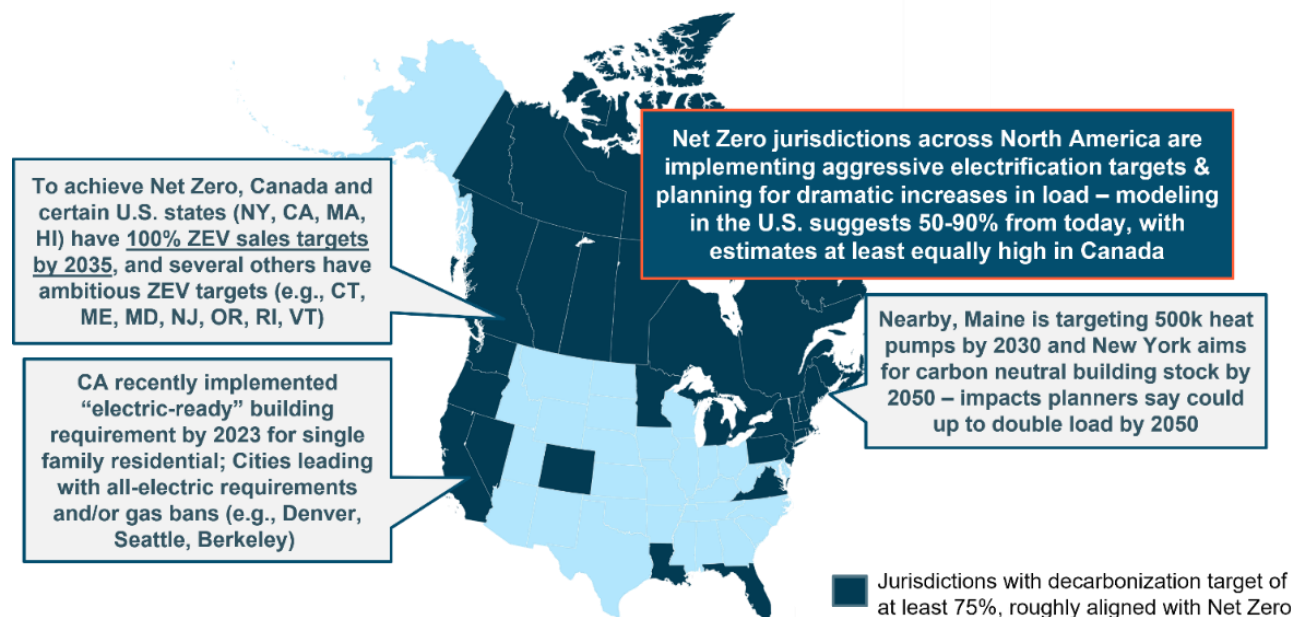 Net Zero jurisdictions across North America are
implementing aggressive electrification targets &
planning for dramatic increases in load – modeling
in the U.S. suggests 50-90% from today, with
estimates at least equally high in Canada
To achieve Net Zero, Canada and
certain U.S. states (NY, CA, MA,
HI) have 100% ZEV sales targets
by 2035, and several others have
ambitious ZEV targets (e.g., CT,
ME, MD, NJ, OR, RI, VT)
Nearby, Maine is targeting 500k heat
pumps by 2030 and New York aims
for carbon neutral building stock by
2050 – impacts planners say could
up to double load by 2050
CA recently implemented
“electric-ready” building
requirement by 2023 for single
family residential; Cities leading
with all-electric requirements
and/or gas bans (e.g., Denver,
Seattle, Berkeley)
Jurisdictions with decarbonization target of
at least 75%, roughly aligned with Net Zero